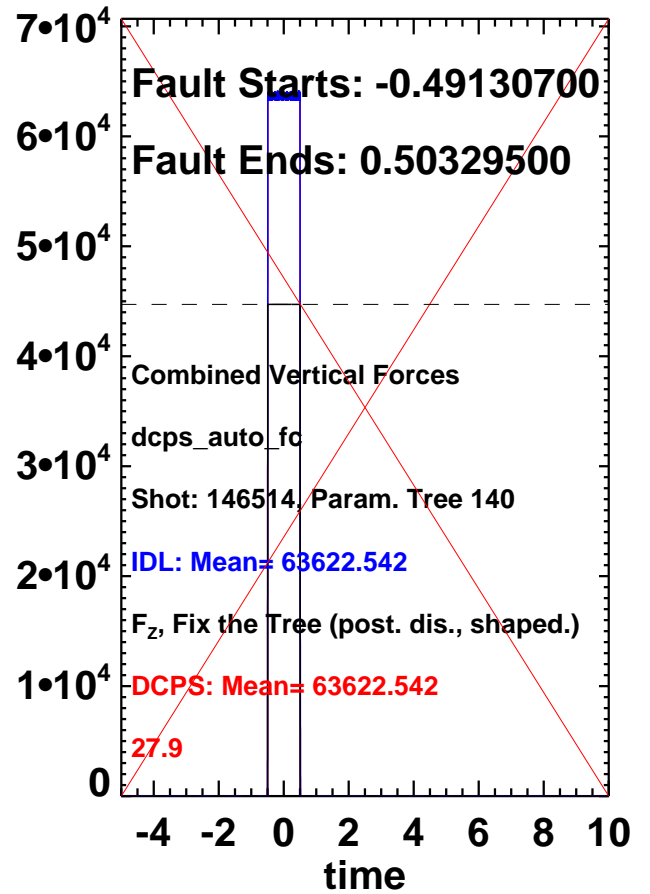 7•10⁴
Fault Starts: -0.49130700
6•10⁴
Fault Ends: 0.50329500
5•10⁴
4•10⁴
Combined Vertical Forces
dcps_auto_fc
3•10⁴
Shot: 146514, Param. Tree 140
2•10⁴
IDL: Mean= 63622.542
F_Z, Fix the Tree (post. dis., shaped.)
1•10⁴
DCPS: Mean= 63622.542
27.9
0
-4 -2 0 2 4 6 8 10
time